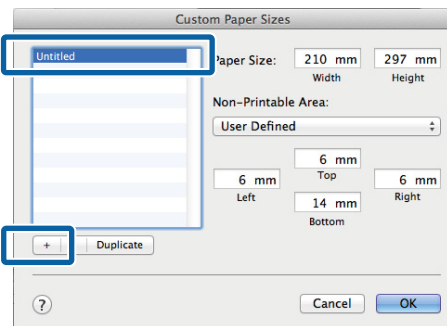 Custom Paper Sizes
Untitled
Paper Size: 210 mm 297 mm
Width Height
Non-Printable Area:
User Defined
6 mm
Top
6 mm 6 mm
Left Right
14 mm
Bottom
+ Duplicate
? Cancel OK